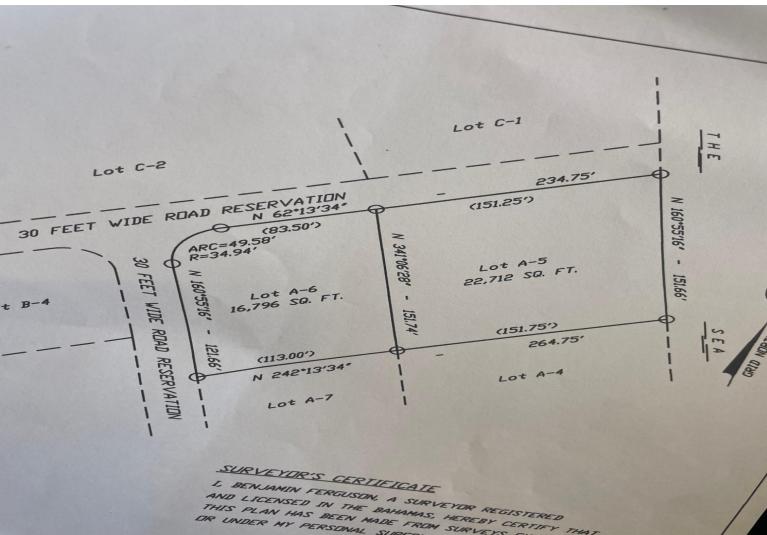 Lot C-1
THE
Lot C-2
234.75'
30 FEET WIDE ROAD RESERVATION
N 62°13'34"
(151.25')
(83.50')
ARC=49.58'
R=34.94'
N 160°55'16" - 151.66'
N 341°06'28" - 151.74'
Lot A-5
22,712 SQ. FT.
30 FEET WIDE ROAD RESERVATION
N 160°55'16" - 121.66'
Lot A-6
16,796 SQ. FT.
t B-4
(151.75')
264.75'
SEA
(113.00')
N 242°13'34"
Lot A-4
GRID NOR
Lot A-7
SURVEYOR'S CERTIFICATE
I, BENJAMIN FERGUSON, A SURVEYOR REGISTERED
AND LICENSED IN THE BAHAMAS, HEREBY CERTIFY THAT
THIS PLAN HAS BEEN MADE FROM SURVEYS
OR UNDER MY PERSONAL